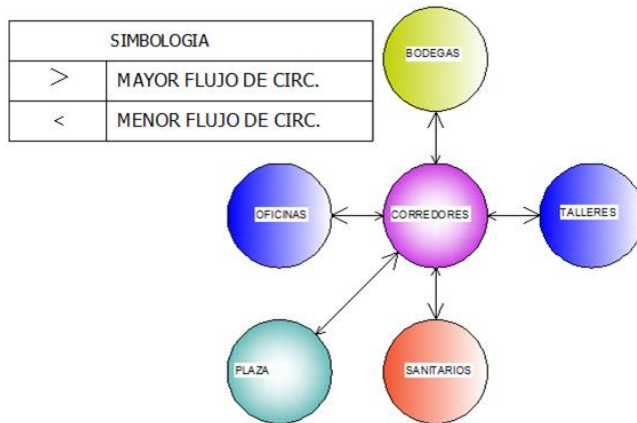 SIMBOLOGIA
> MAYOR FLUJO DE CIRC.
< MENOR FLUJO DE CIRC.
BODEGAS
OFICINAS
CORREDORES
TALLERES
PLAZA
SANITARIOS